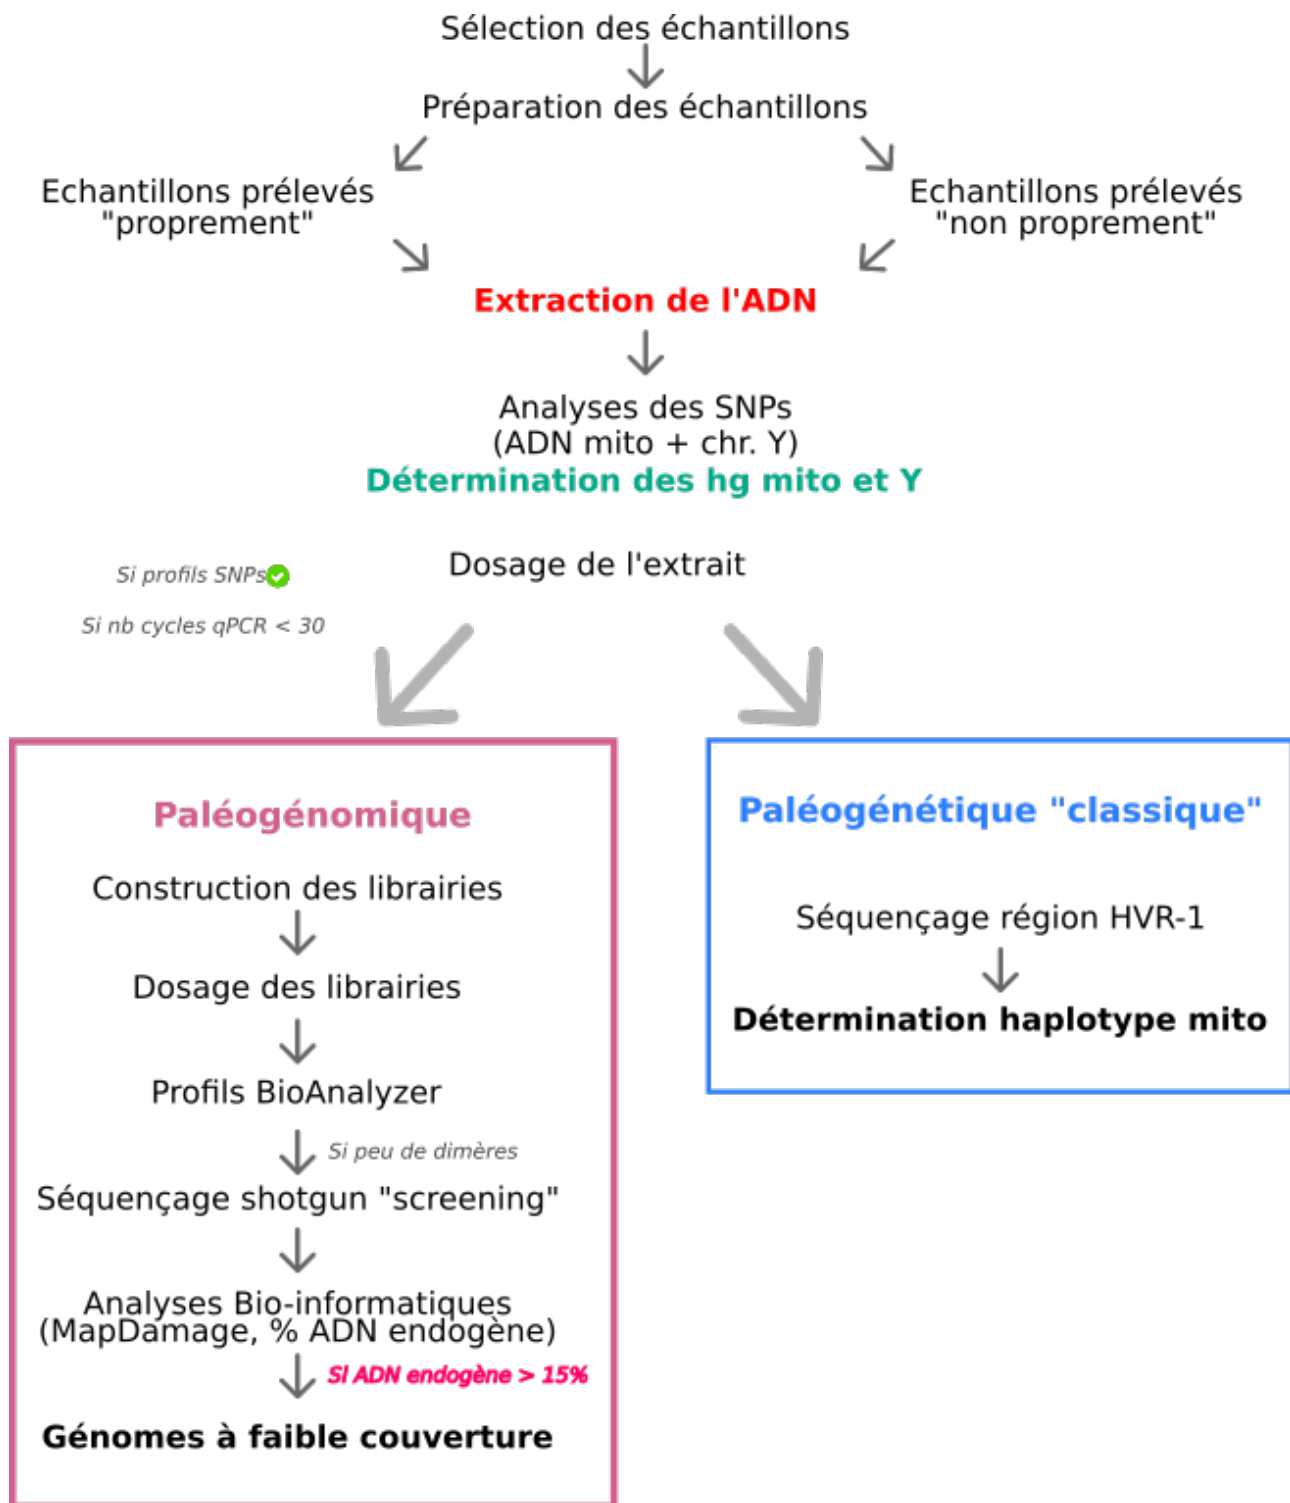 Sélection des échantillons
Préparation des échantillons
Echantillons prélevés
"proprement"
Echantillons prélevés
"non proprement"
Extraction de l'ADN
Analyses des SNPs
(ADN mito + chr. Y)
Détermination des hg mito et Y
Dosage de l'extrait
Si profils SNPs
Si nb cycles qPCR < 30
Paléogénomique
Construction des librairies
Dosage des librairies
Profils BioAnalyzer
Si peu de dimères
Séquençage shotgun "screening"
Analyses Bio-informatiques
(MapDamage, % ADN endogène)
Si ADN endogène > 15%
Génomes à faible couverture
Paléogénétique "classique"
Séquençage région HVR-1
Détermination haplotype mito